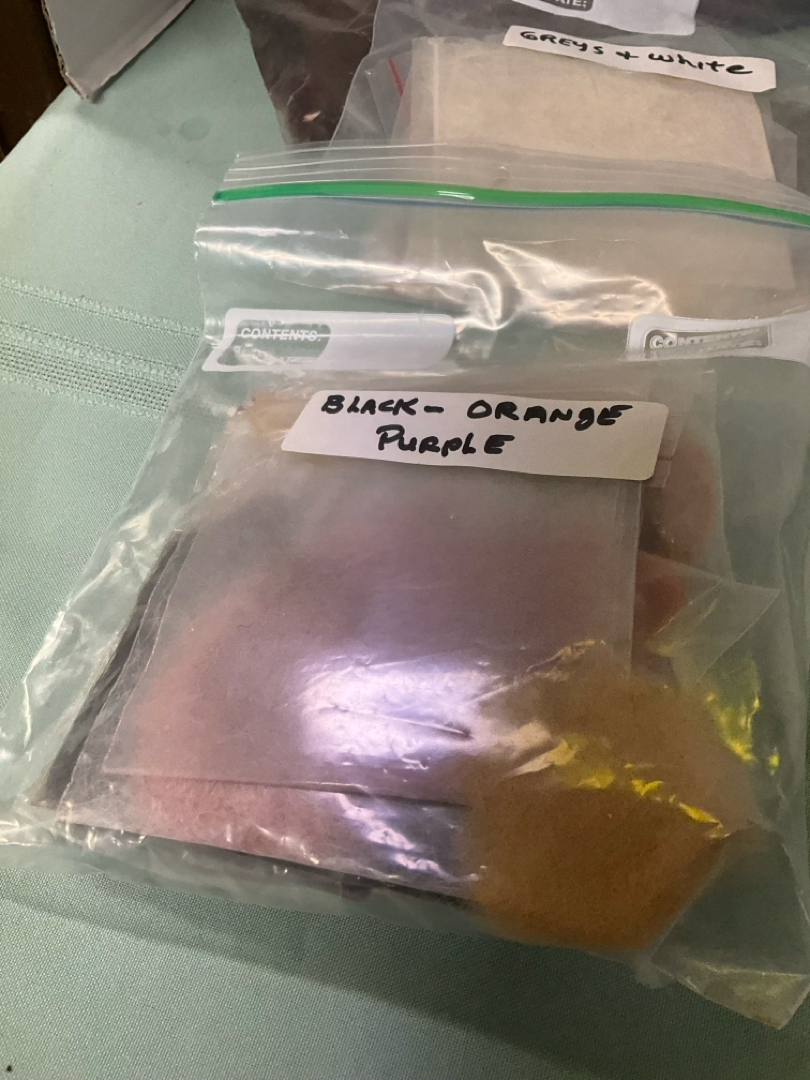 GREYS + White
CONTENTS:
BLACK - ORANGE
PURPLE